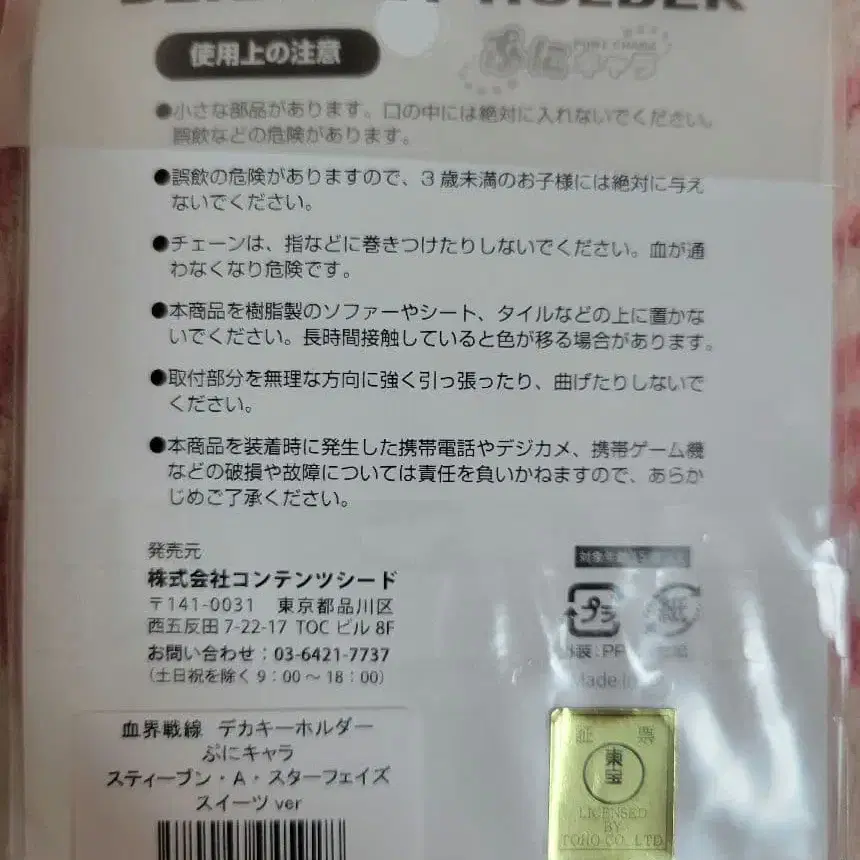 HOLDER
使用上の注意
PUNI CHARA
ぷにキャラ
●小さな部品があります。口の中には絶対に入れないでください。
誤飲などの危険があります。
●誤飲の危険がありますので、3歳未満のお子様には絶対に与え
ないでください。
●チェーンは、指などに巻きつけたりしないでください。血が通
わなくなり危険です。
●本商品を樹脂製のソファーやシート、タイルなどの上に置かな
いでください。長時間接触していると色が移る場合があります。
●取付部分を無理な方向に強く引っ張ったり、曲げたりしないで
ください。
●本商品を装着時に発生した携帯電話やデジカメ、携帯ゲーム機
などの破損や故障については責任を負いかねますので、あらか
じめご了承ください。
発売元
株式会社コンテンツシード
〒141-0031 東京都品川区
西五反田 7-22-17 TOC ビル 8F
お問い合わせ：03-6421-7737
（土日祝を除く 9：00～18：00）
対象年齢
プラ
紙
Made in
血界戦線 デカキーホルダー
ぷにキャラ
スティーブン・A・スターフェイズ
スイーツ ver
証票
東宝
LICENSED
BY
TOHO CO., LTD.